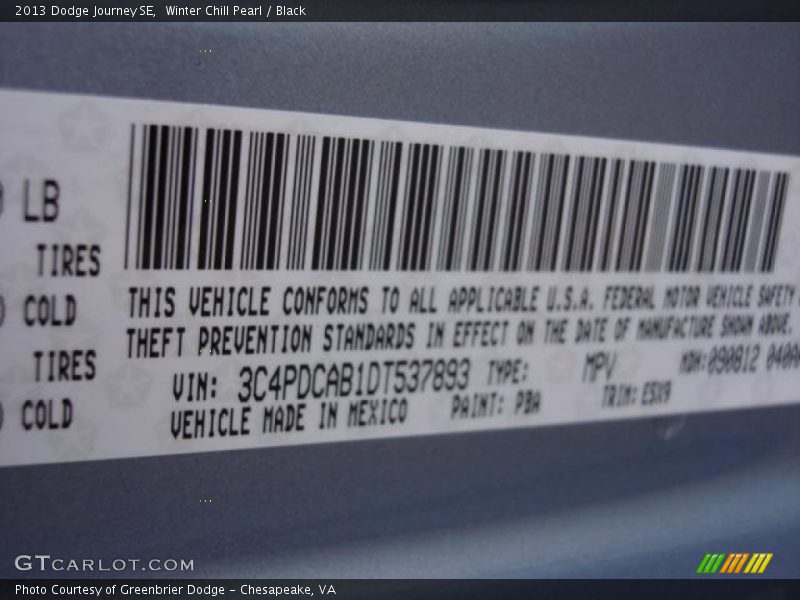 2013 Dodge Journey SE,  Winter Chill Pearl / Black
LB
TIRES
COLD
TIRES
COLD
THIS VEHICLE CONFORMS TO ALL APPLICABLE U.S.A. FEDERAL MOTOR VEHICLE SAFETY
THEFT PREVENTION STANDARDS IN EFFECT ON THE DATE OF MANUFACTURE SHOWN ABOVE.
VIN: 3C4PDCAB1DT537893 TYPE: MPV MDH:090812
VEHICLE MADE IN MEXICO PAINT: PBA TRIM:
GTCARLOT.COM
Photo Courtesy of Greenbrier Dodge - Chesapeake, VA